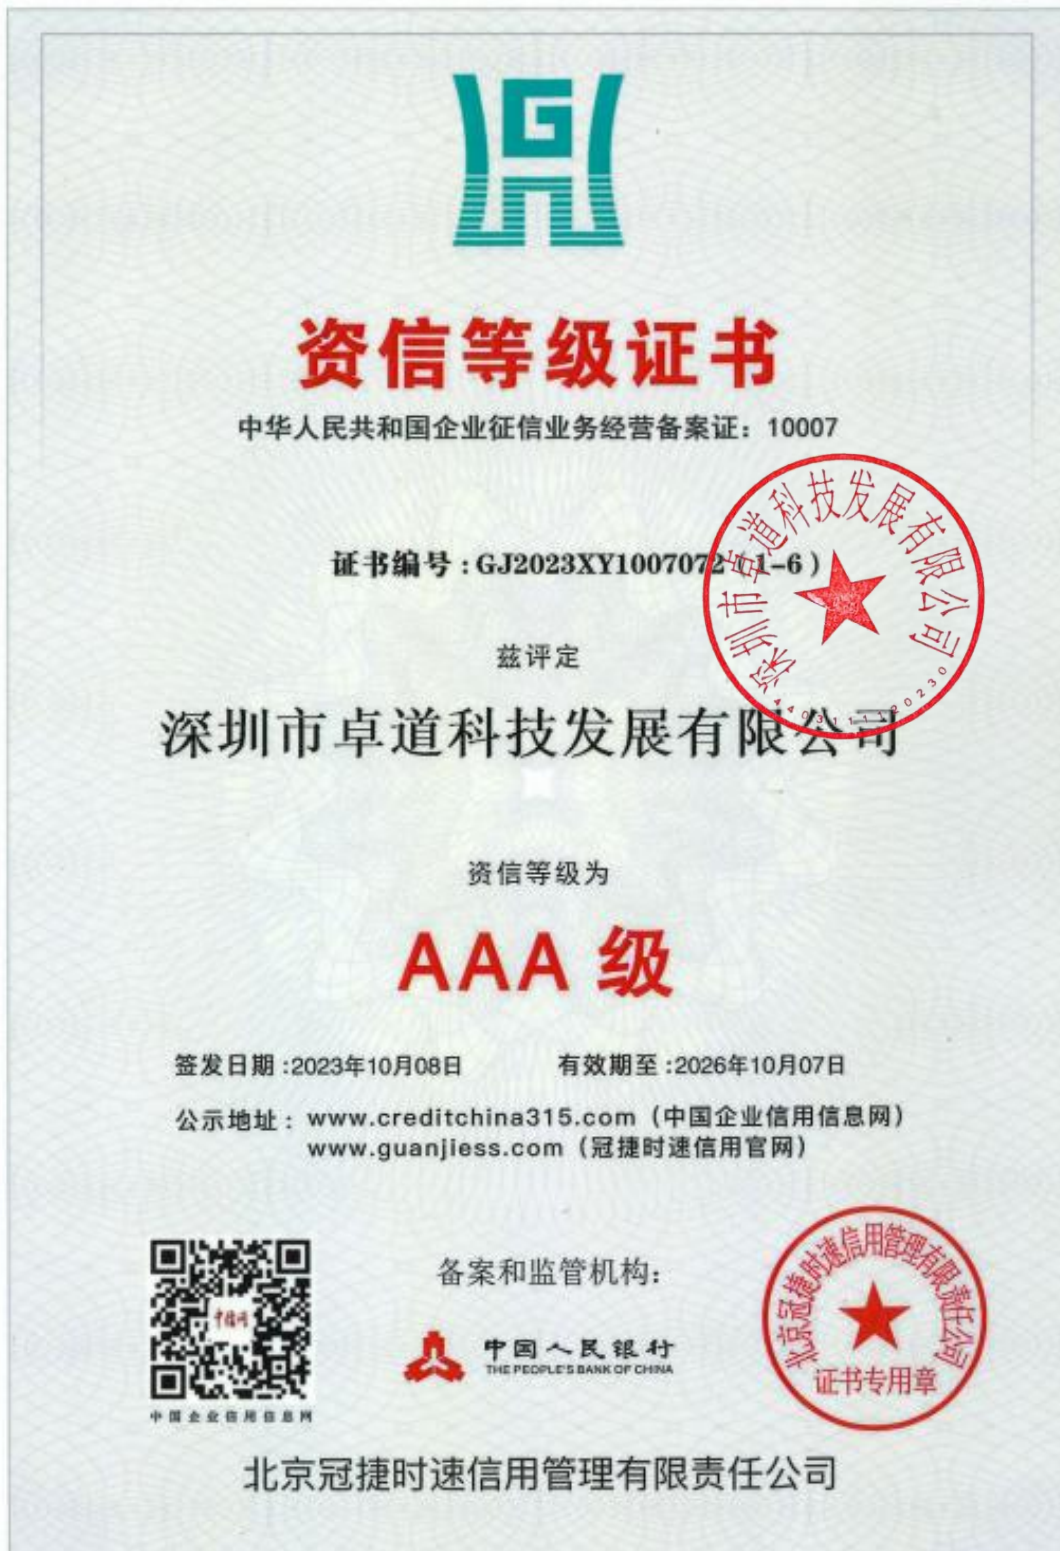 资信等级证书
中华人民共和国企业征信业务经营备案证：10007
证书编号：GJ2023XY1007072（1-6）
深圳市卓道科技发展有限公司
4403111120230
兹评定
深圳市卓道科技发展有限公司
资信等级为
AAA 级
签发日期：2023年10月08日 有效期至：2026年10月07日
公示地址： www.creditchina315.com（中国企业信用信息网）
www.guanjiess.com（冠捷时速信用官网）
中信网
中国企业信用信息网
备案和监管机构：
中国人民银行
THE PEOPLE'S BANK OF CHINA
北京冠捷时速信用管理有限责任公司
证书专用章
北京冠捷时速信用管理有限责任公司